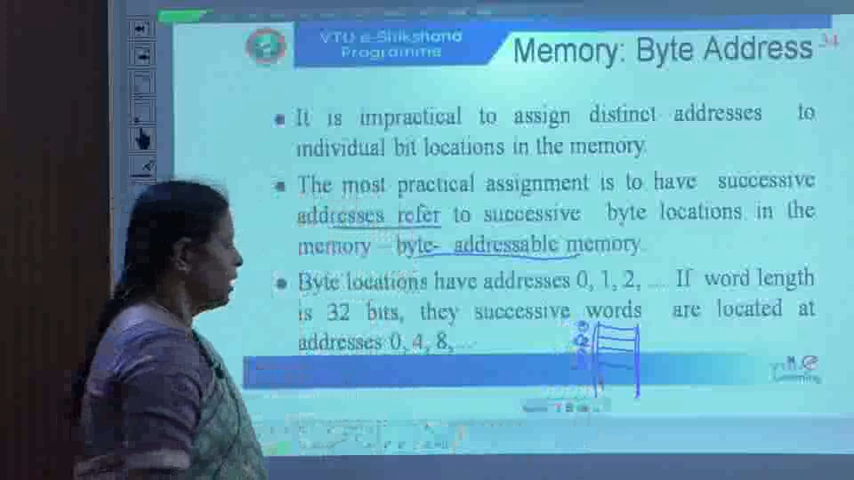 VTU e-Shikshana
Programme
Memory: Byte Address
34
It is impractical to assign distinct addresses to
individual bit locations in the memory.
The most practical assignment is to have successive
addresses refer to successive byte locations in the
memory – byte- addressable memory.
Byte locations have addresses 0, 1, 2, ... If word length
is 32 bits, they successive words are located at
addresses 0, 4, 8,...